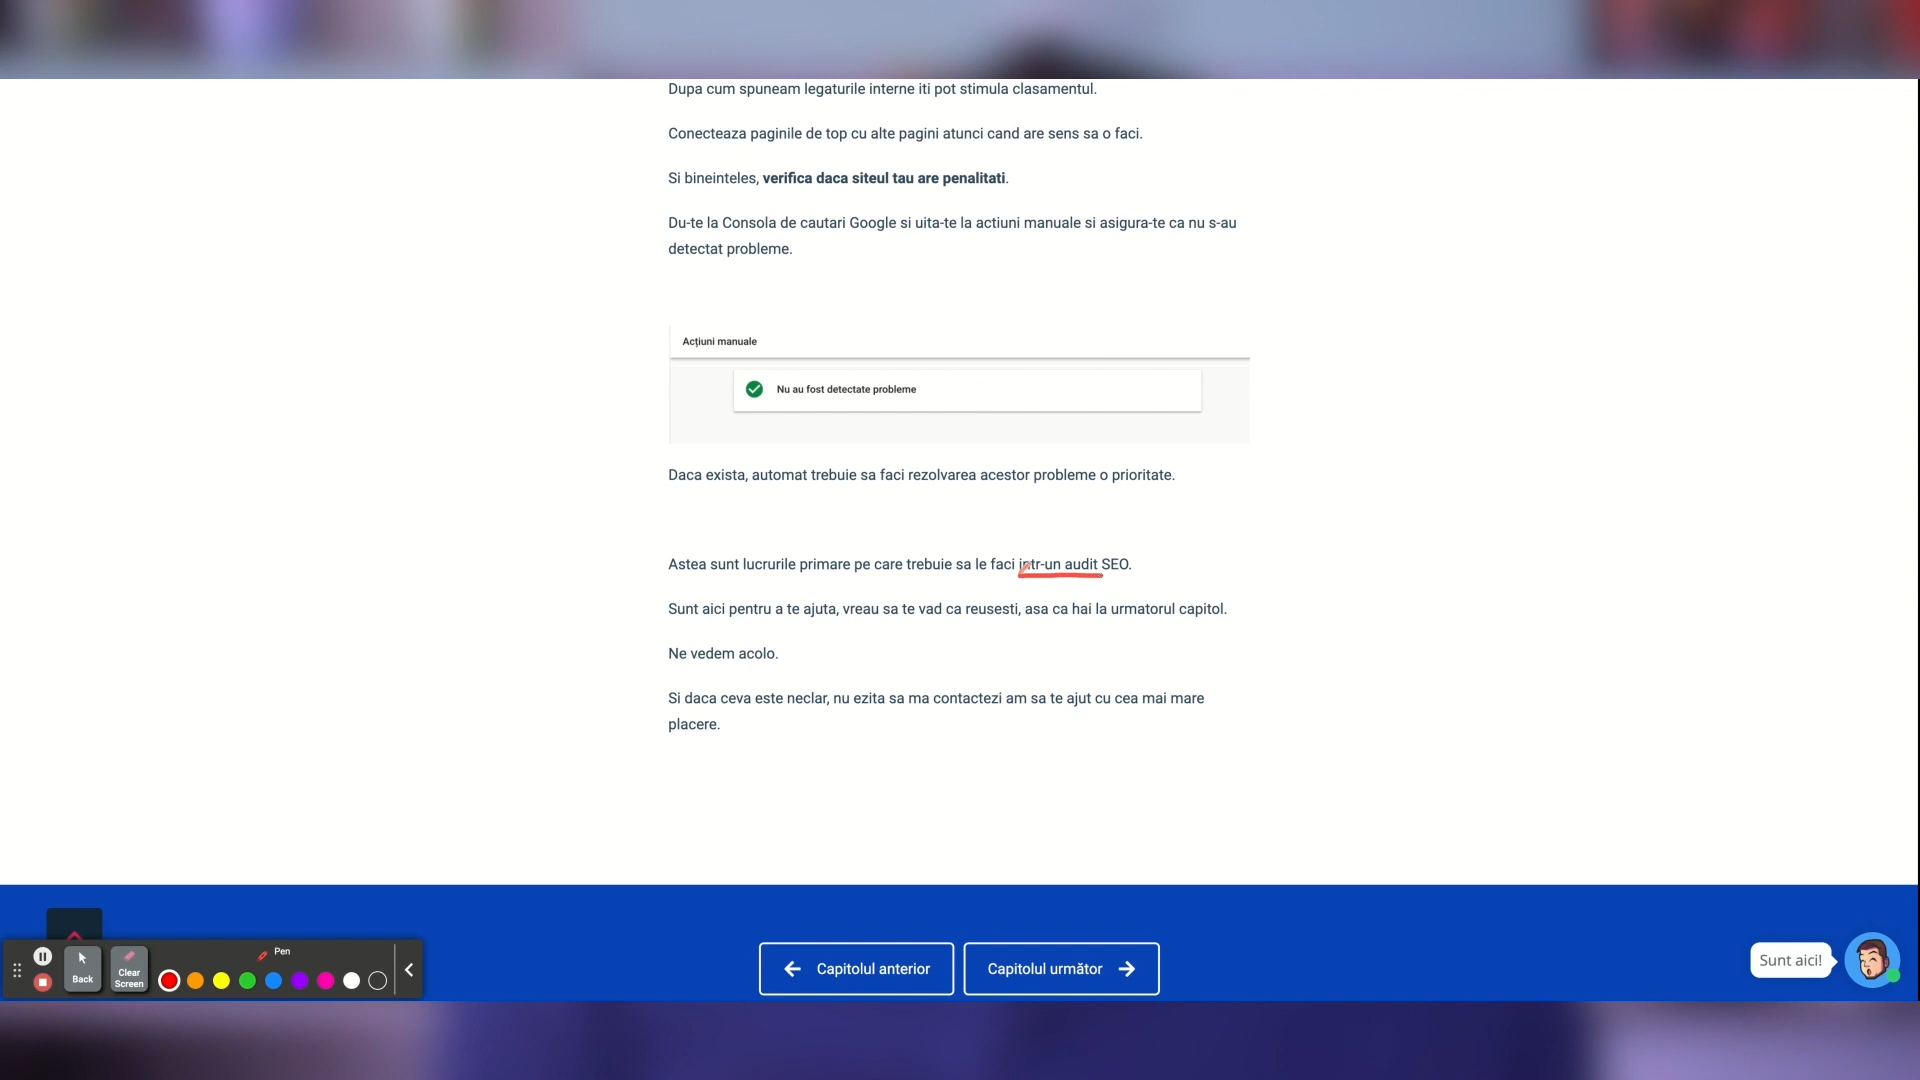 Dupa cum spuneam legaturile interne iti pot stimula clasamentul.
Conecteaza paginile de top cu alte pagini atunci cand are sens sa o faci.
Si bineinteles, verifica daca siteul tau are penalitati.
Du-te la Consola de cautari Google si uita-te la actiuni manuale si asigura-te ca nu s-au
detectat probleme.
Acțiuni manuale
Nu au fost detectate probleme
Daca exista, automat trebuie sa faci rezolvarea acestor probleme o prioritate.
Astea sunt lucrurile primare pe care trebuie sa le faci intr-un audit SEO.
Sunt aici pentru a te ajuta, vreau sa te vad ca reusesti, asa ca hai la urmatorul capitol.
Ne vedem acolo.
Si daca ceva este neclar, nu ezita sa ma contactezi am sa te ajut cu cea mai mare
placere.
Pen
Back
Clear
Screen
Capitolul anterior
Capitolul următor
Sunt aici!